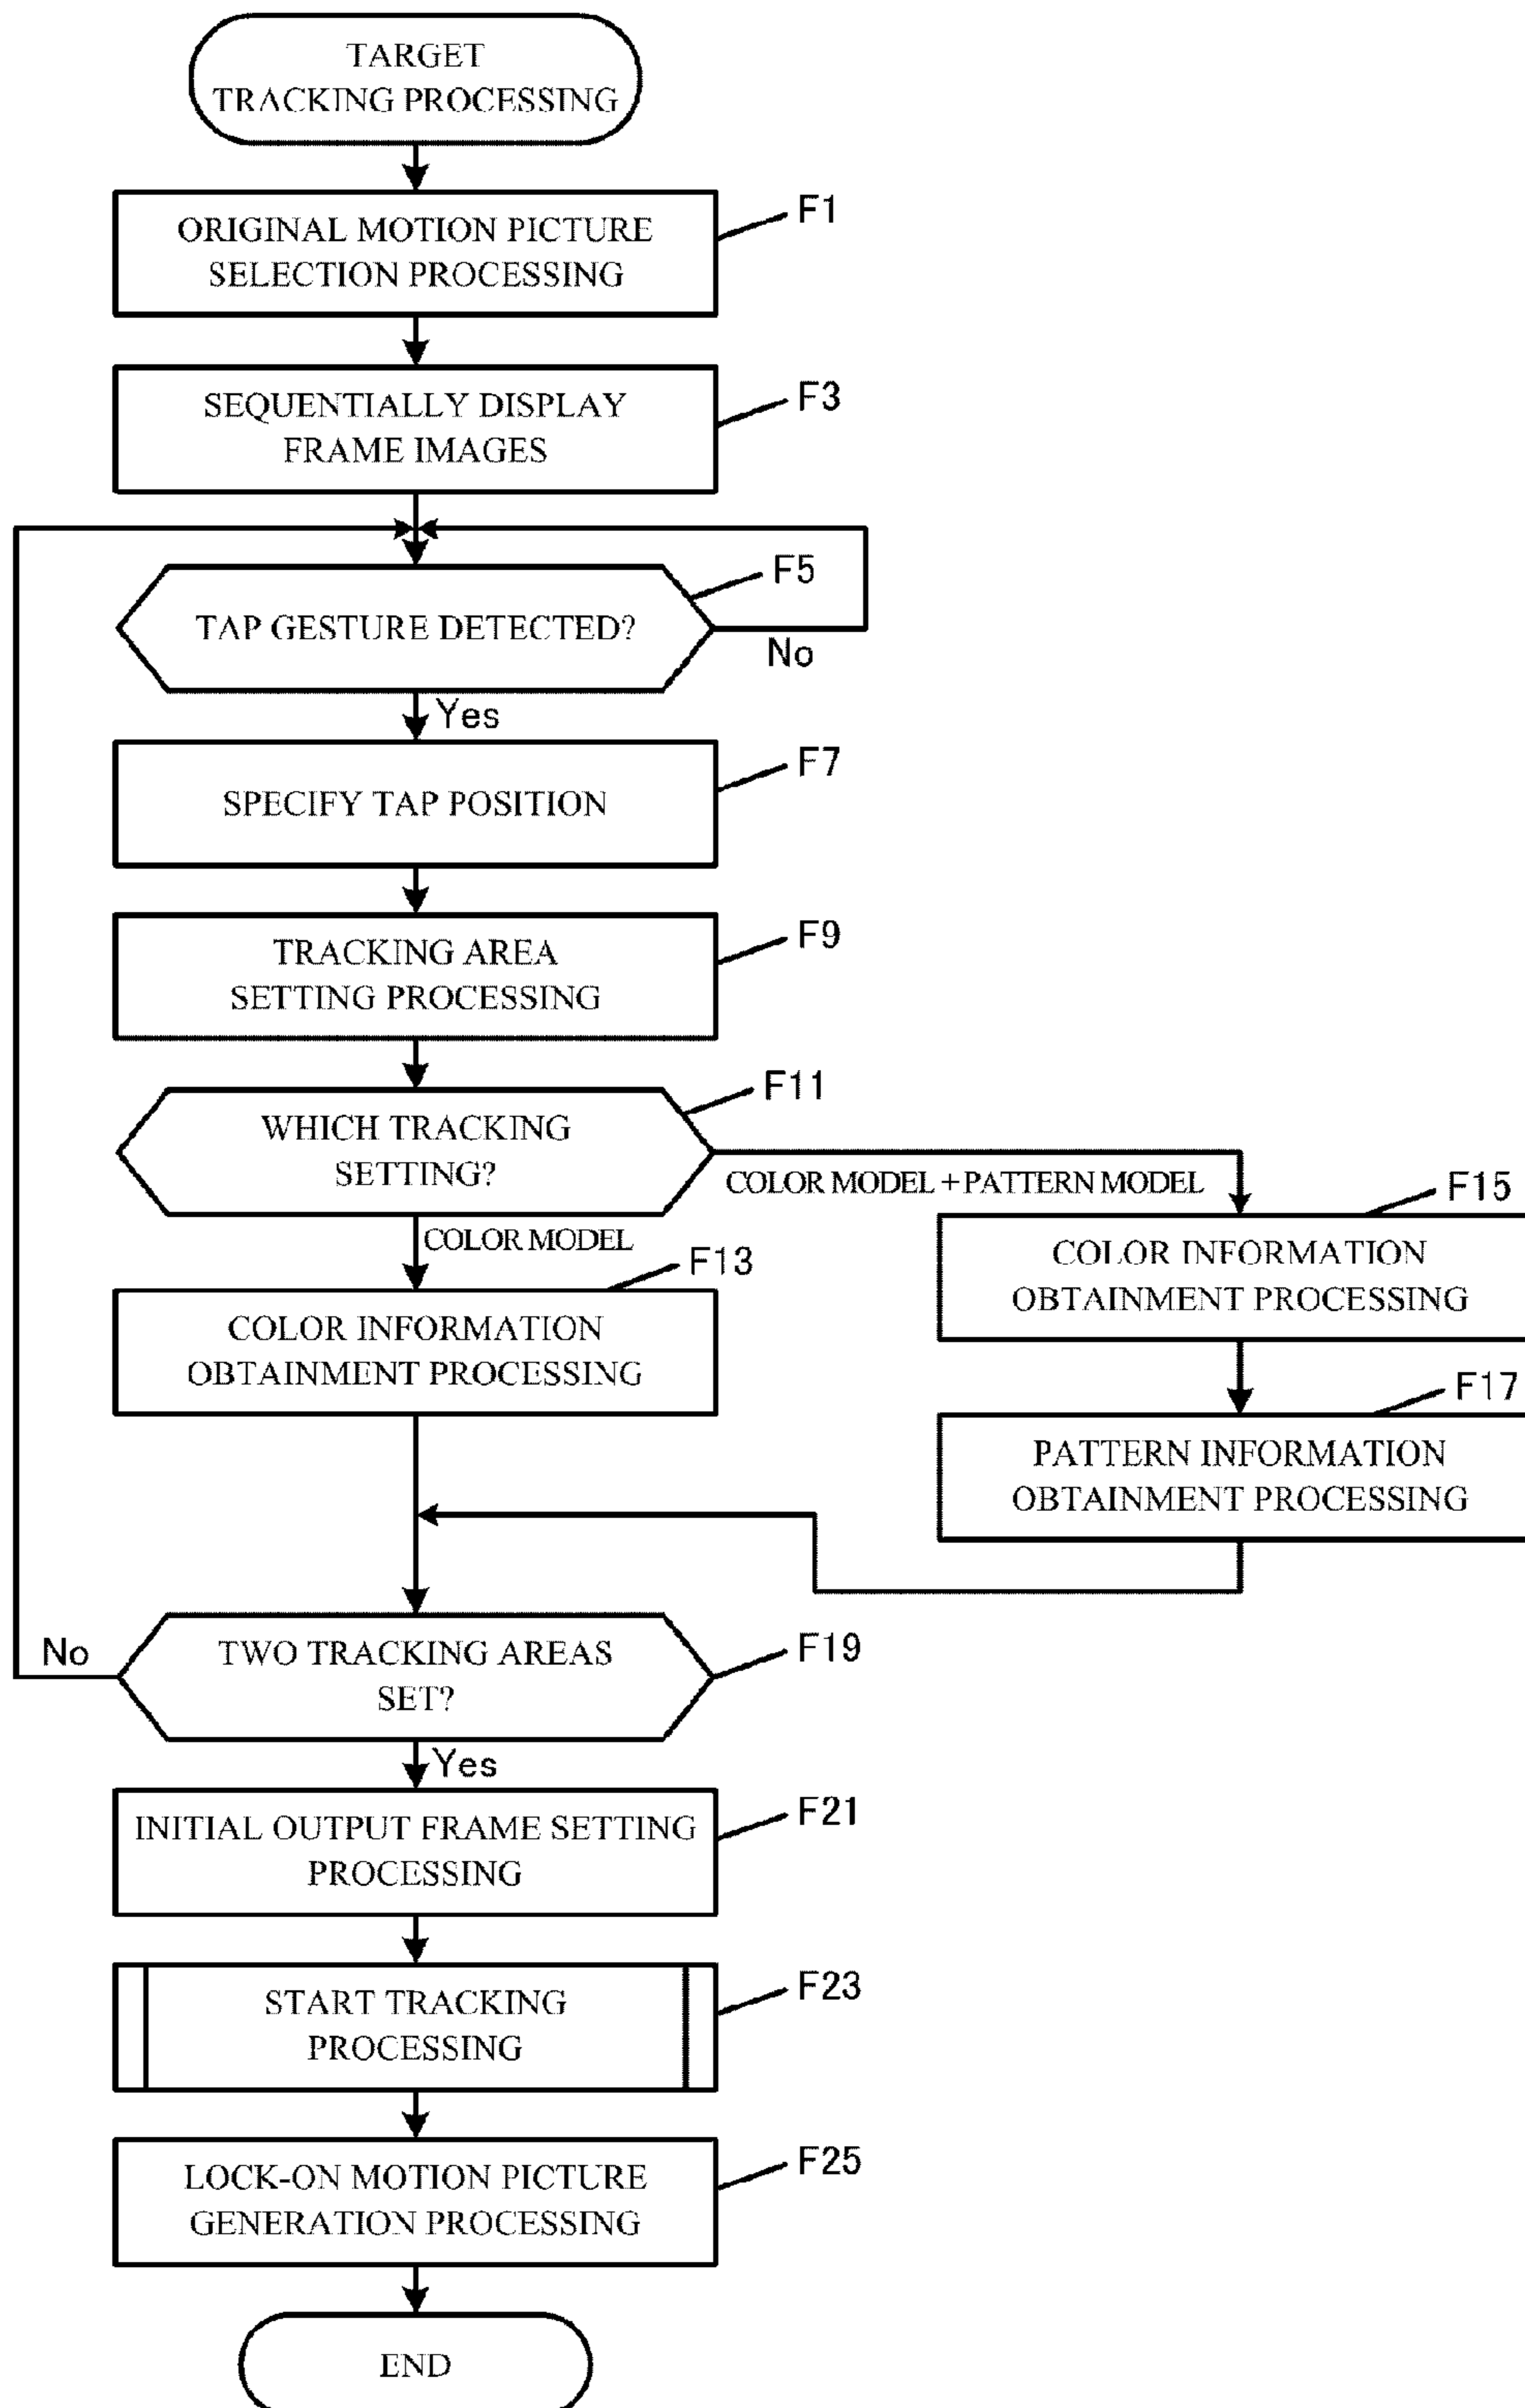 TARGET
TRACKING PROCESSING
F1
ORIGINAL MOTION PICTURE
SELECTION PROCESSING
F3
SEQUENTIALLY DISPLAY
FRAME IMAGES
F5
TAP GESTURE DETECTED?
No
Yes
F7
SPECIFY TAP POSITION
F9
TRACKING AREA
SETTING PROCESSING
F11
WHICH TRACKING
SETTING?
COLOR MODEL + PATTERN MODEL
COLOR MODEL
F13
COLOR INFORMATION
OBTAINMENT PROCESSING
F15
COLOR INFORMATION
OBTAINMENT PROCESSING
F17
PATTERN INFORMATION
OBTAINMENT PROCESSING
F19
TWO TRACKING AREAS
SET?
No
Yes
F21
INITIAL OUTPUT FRAME SETTING
PROCESSING
F23
START TRACKING
PROCESSING
F25
LOCK-ON MOTION PICTURE
GENERATION PROCESSING
END